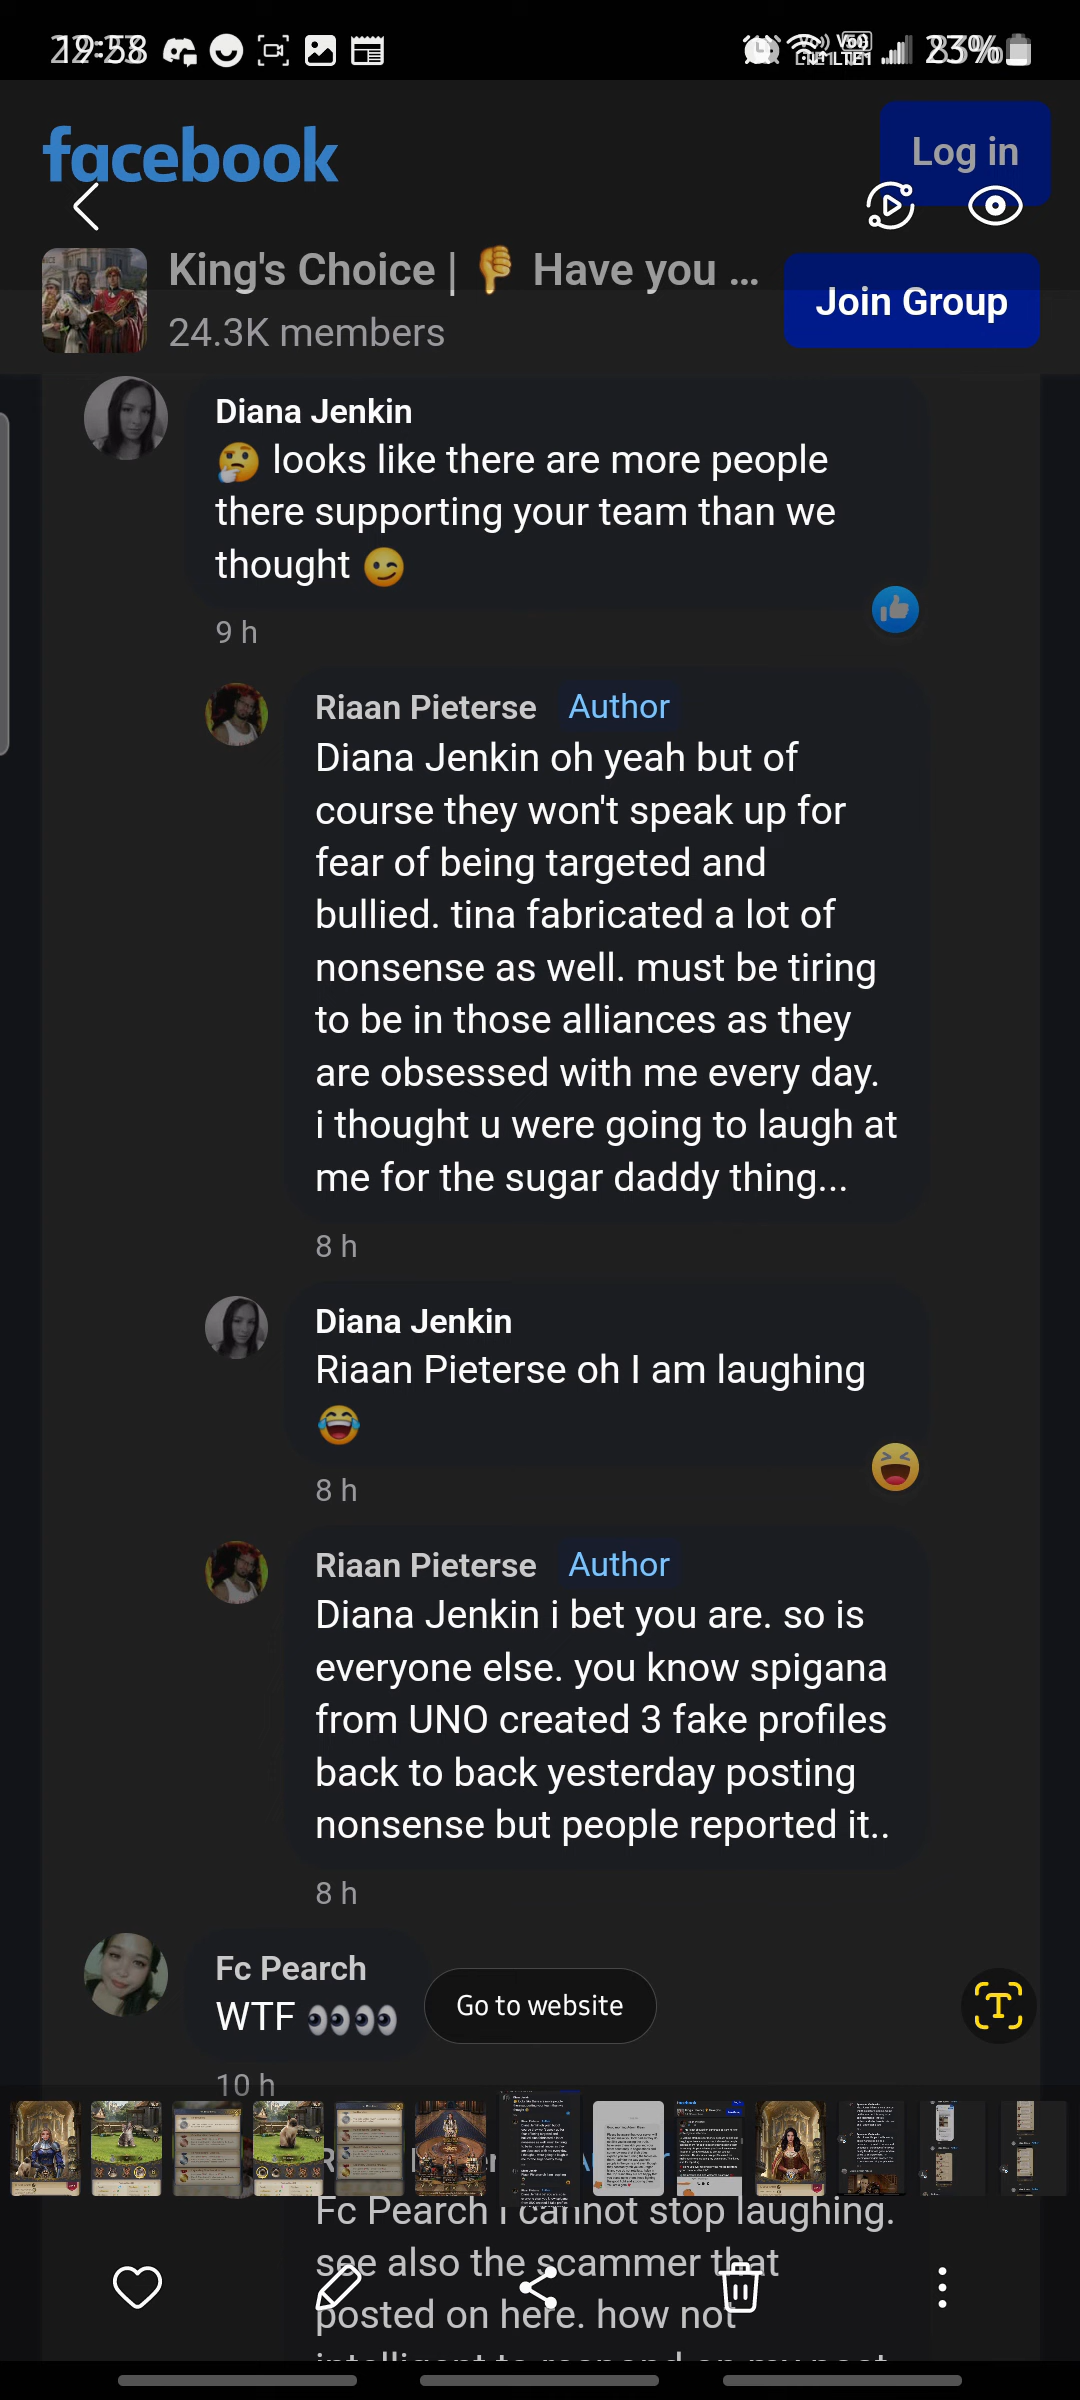 facebook
Log in
King's Choice | 👎 Have you ...
24.3K members
Join Group
Diana Jenkin
🤔 looks like there are more people
there supporting your team than we
thought 😉
9 h
Riaan Pieterse Author
Diana Jenkin oh yeah but of
course they won't speak up for
fear of being targeted and
bullied. tina fabricated a lot of
nonsense as well. must be tiring
to be in those alliances as they
are obsessed with me every day.
i thought u were going to laugh at
me for the sugar daddy thing...
8 h
Diana Jenkin
Riaan Pieterse oh I am laughing
😂
8 h
Riaan Pieterse Author
Diana Jenkin i bet you are. so is
everyone else. you know spigana
from UNO created 3 fake profiles
back to back yesterday posting
nonsense but people reported it..
8 h
Fc Pearch
WTF 👀👀
Go to website
T
10 h
Fc Pearch i cannot stop laughing.
see also the scammer that
posted on here. how not
intelligent to respond on my post